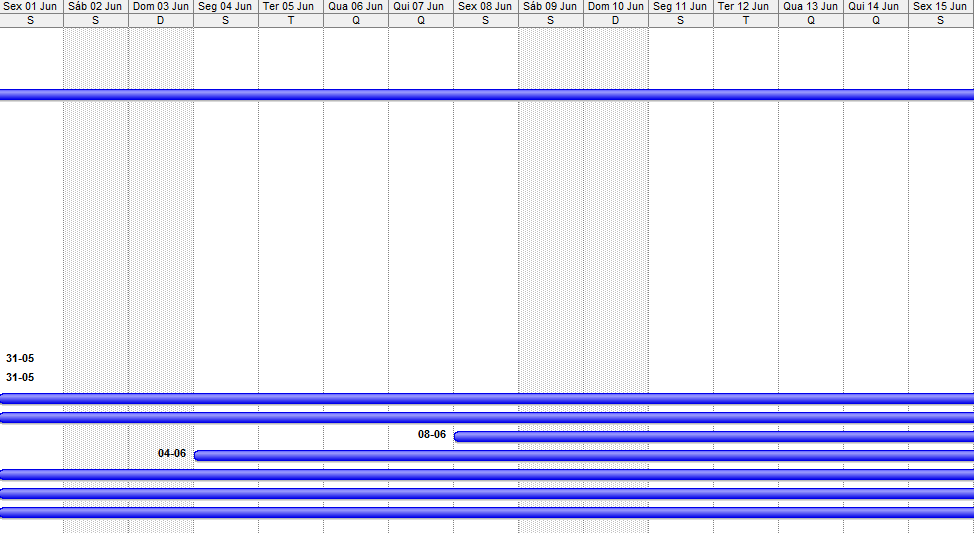 Sex 01 Jun Sáb 02 Jun Dom 03 Jun Seg 04 Jun Ter 05 Jun Qua 06 Jun Qui 07 Jun Sex 08 Jun Sáb 09 Jun Dom 10 Jun Seg 11 Jun Ter 12 Jun Qua 13 Jun Qui 14 Jun Sex 15 Jun
S S D S T Q Q S S D S T Q Q S
31-05
31-05
08-06
04-06